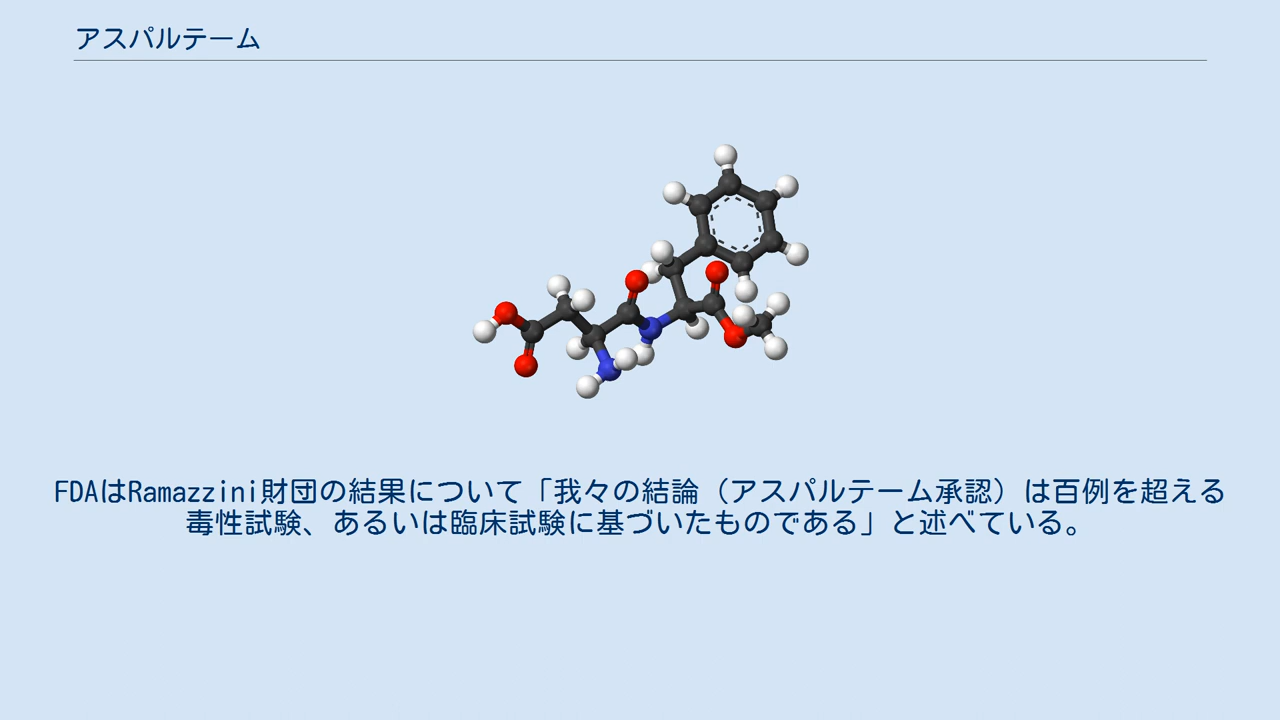 アスパルテーム
FDAはRamazzini財団の結果について「我々の結論（アスパルテーム承認）は百例を超える
毒性試験、あるいは臨床試験に基づいたものである」と述べている。